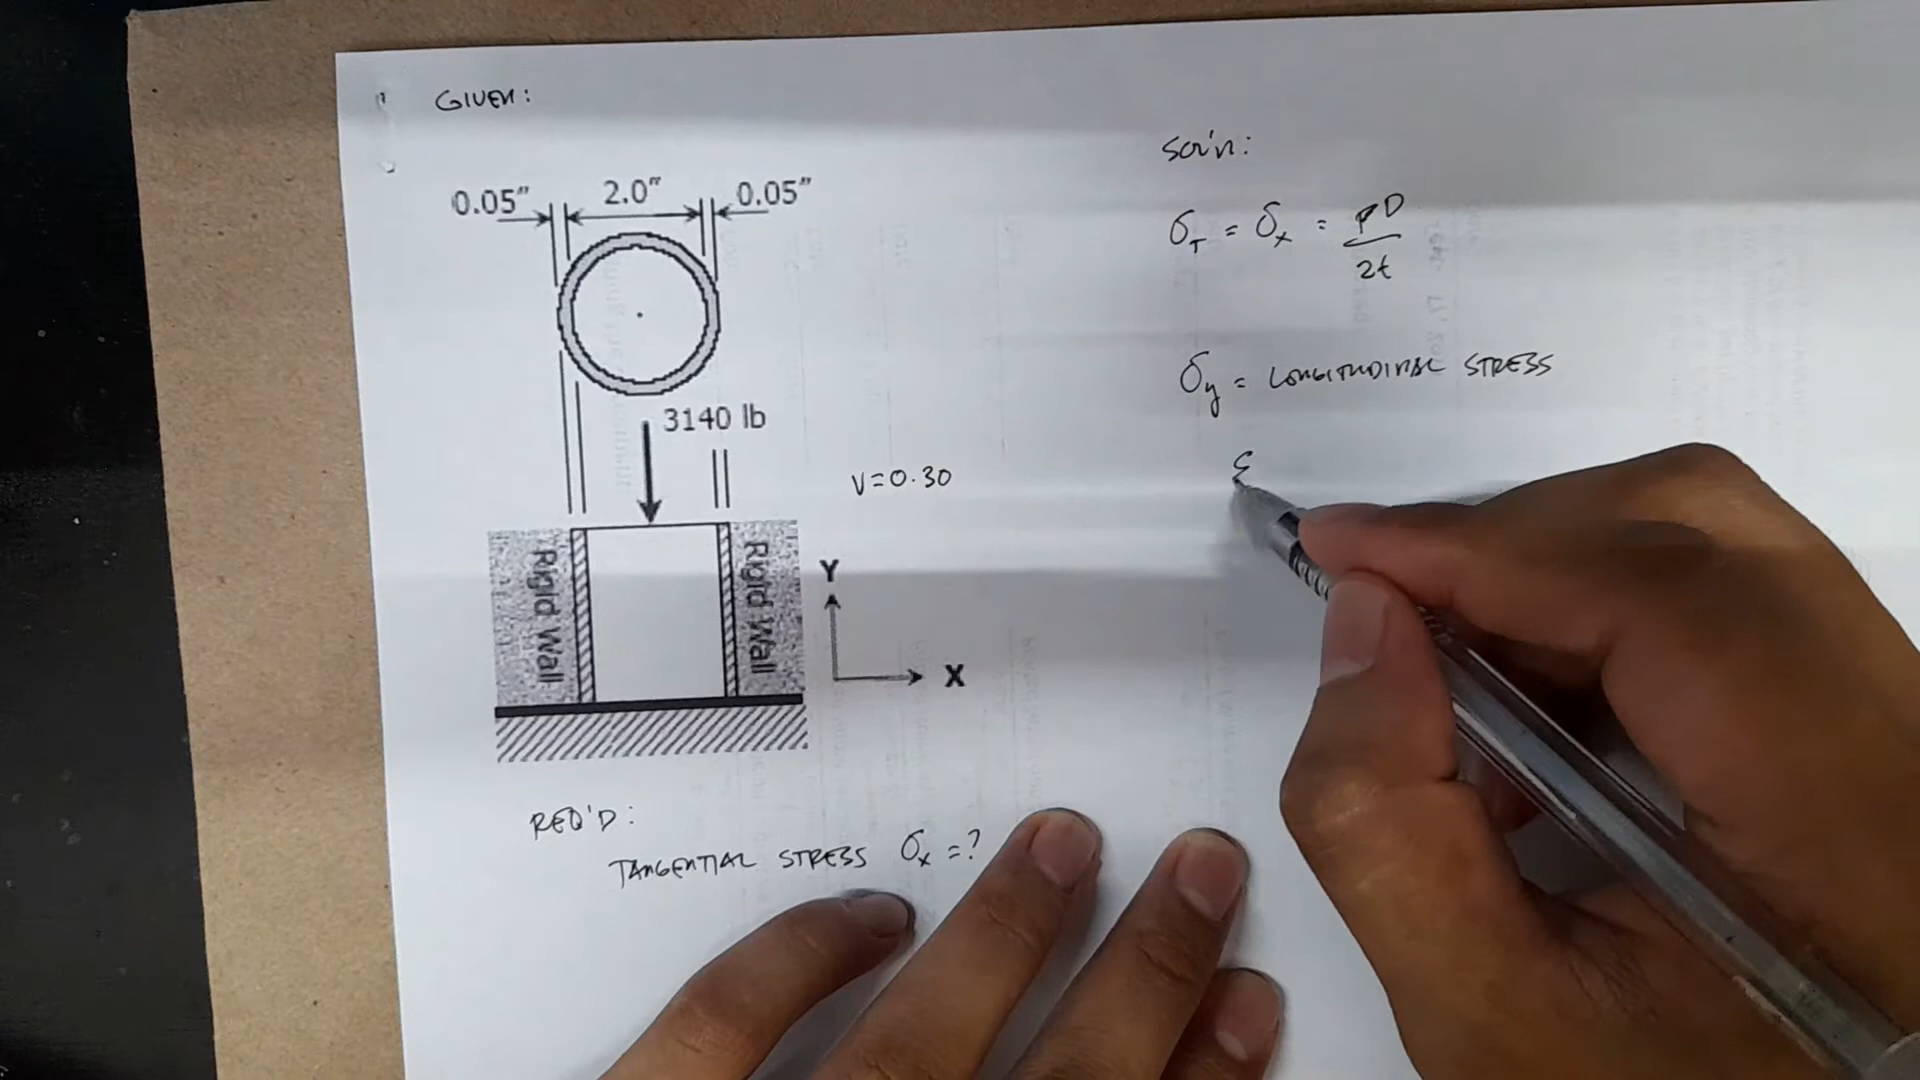 GIVEN:
0.05" 2.0" 0.05"
3140 lb
ν=0.30
Rigid Wall
Rigid Wall
Y
X
REQ'D:
TANGENTIAL STRESS σx =?
SOL'N:
σT = σx = PD
2t
σy = LONGITUDINAL STRESS
ε